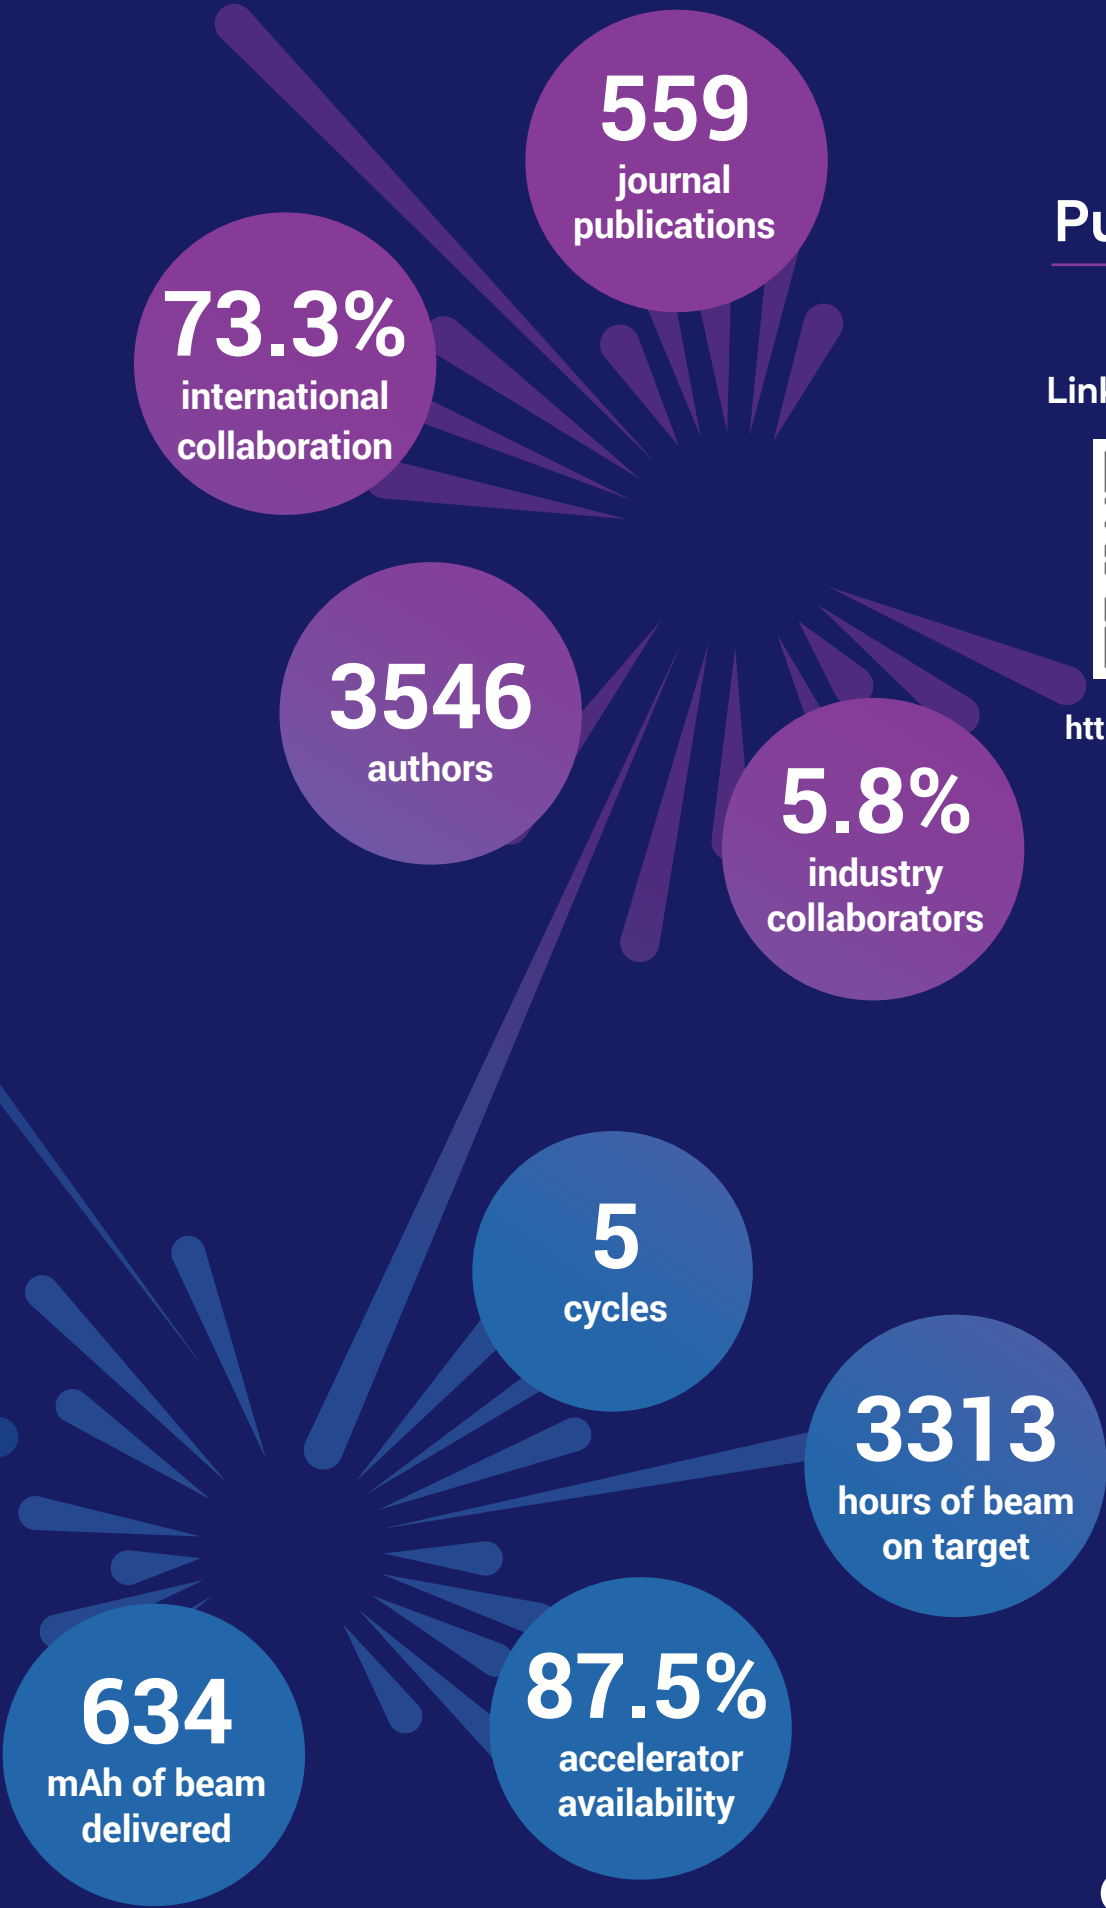 559
journal
publications
73.3%
international
collaboration
3546
authors
5.8%
industry
collaborators
5
cycles
3313
hours of beam
on target
87.5%
accelerator
availability
634
mAh of beam
delivered